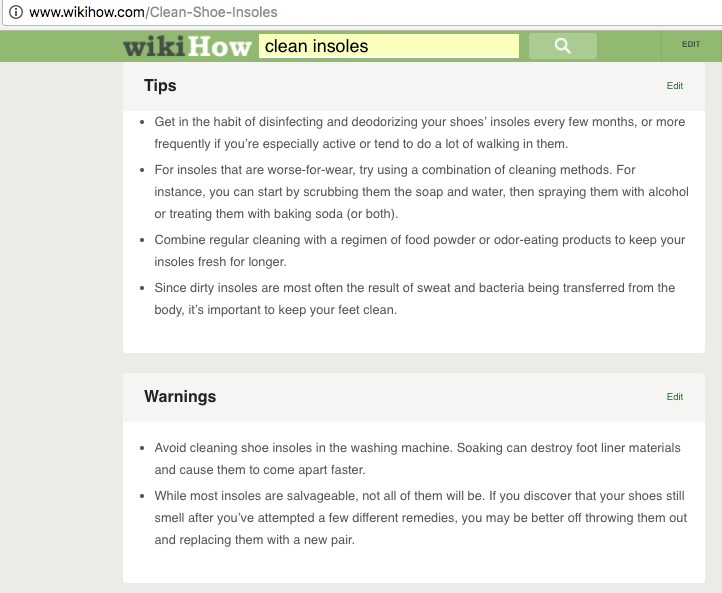 www.wikihow.com/Clean-Shoe-Insoles
wikiHow clean insoles EDIT
Tips Edit
• Get in the habit of disinfecting and deodorizing your shoes’ insoles every few months, or more
frequently if you’re especially active or tend to do a lot of walking in them.
• For insoles that are worse-for-wear, try using a combination of cleaning methods. For
instance, you can start by scrubbing them the soap and water, then spraying them with alcohol
or treating them with baking soda (or both).
• Combine regular cleaning with a regimen of food powder or odor-eating products to keep your
insoles fresh for longer.
• Since dirty insoles are most often the result of sweat and bacteria being transferred from the
body, it’s important to keep your feet clean.
Warnings Edit
• Avoid cleaning shoe insoles in the washing machine. Soaking can destroy foot liner materials
and cause them to come apart faster.
• While most insoles are salvageable, not all of them will be. If you discover that your shoes still
smell after you’ve attempted a few different remedies, you may be better off throwing them out
and replacing them with a new pair.